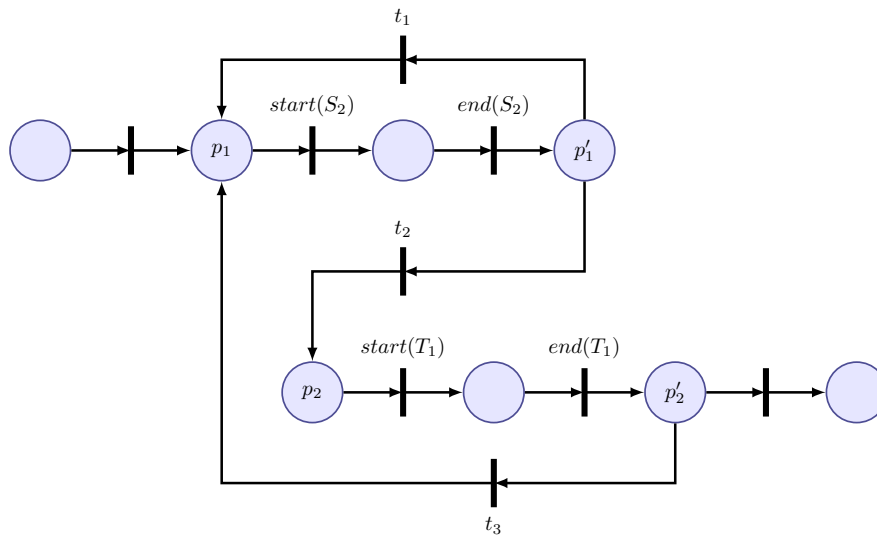 t₁
start(S₂)
end(S₂)
p₁
p′₁
t₂
start(T₁)
end(T₁)
p₂
p′₂
t₃